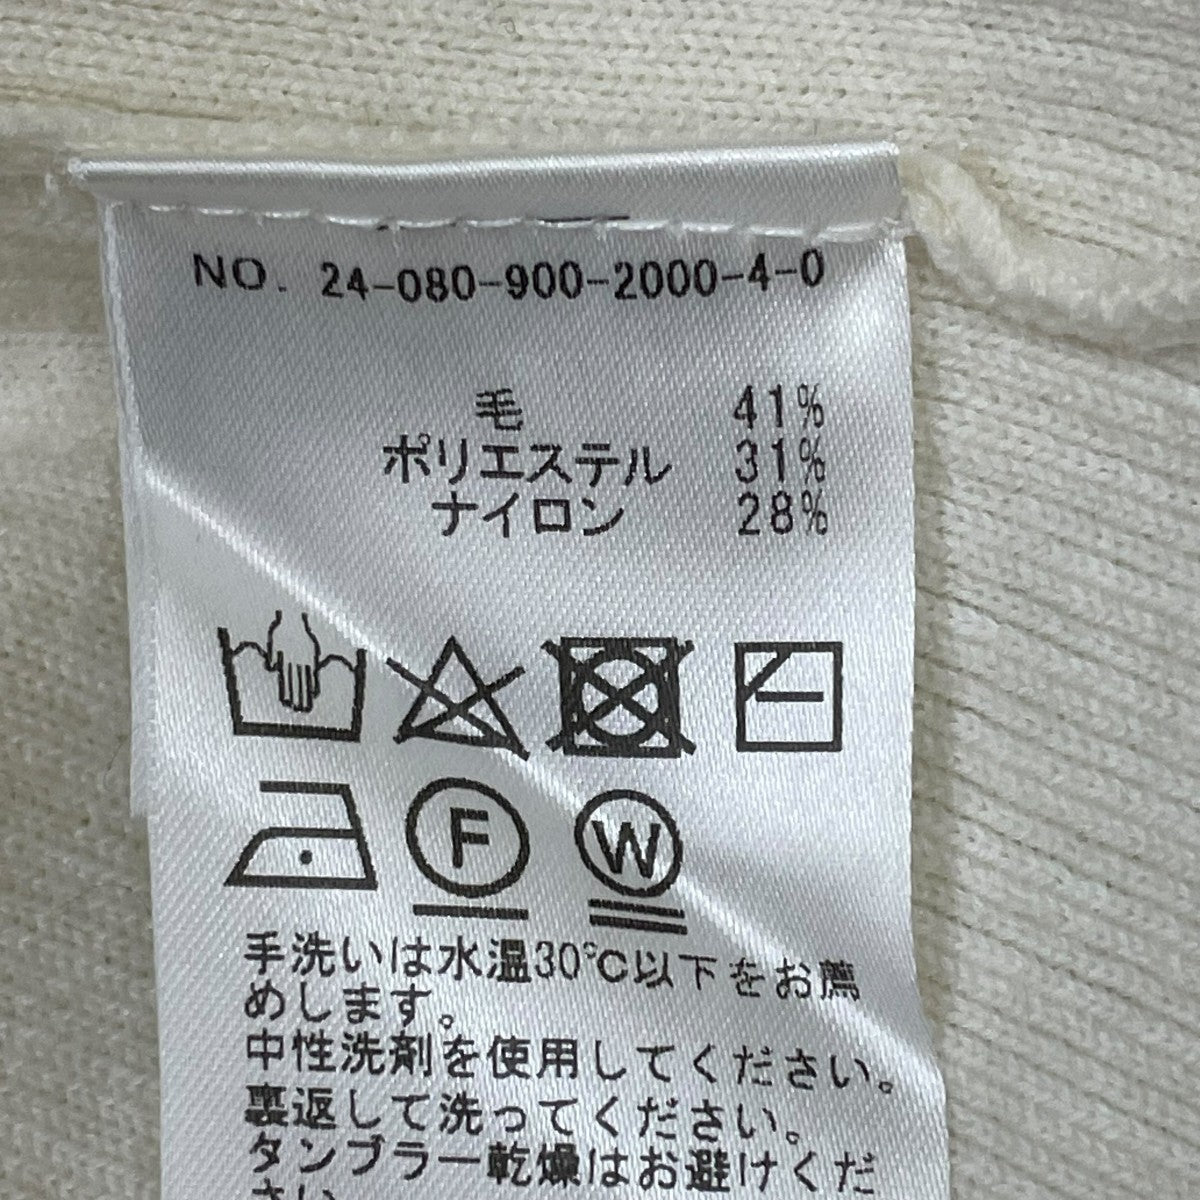 NO. 24-080-900-2000-4-0
毛 41%
ポリエステル 31%
ナイロン 28%
F W
手洗いは水温30℃以下をお薦
めします。
中性洗剤を使用してください。
裏返して洗ってください。
タンブラー乾燥はお避けくだ
さい